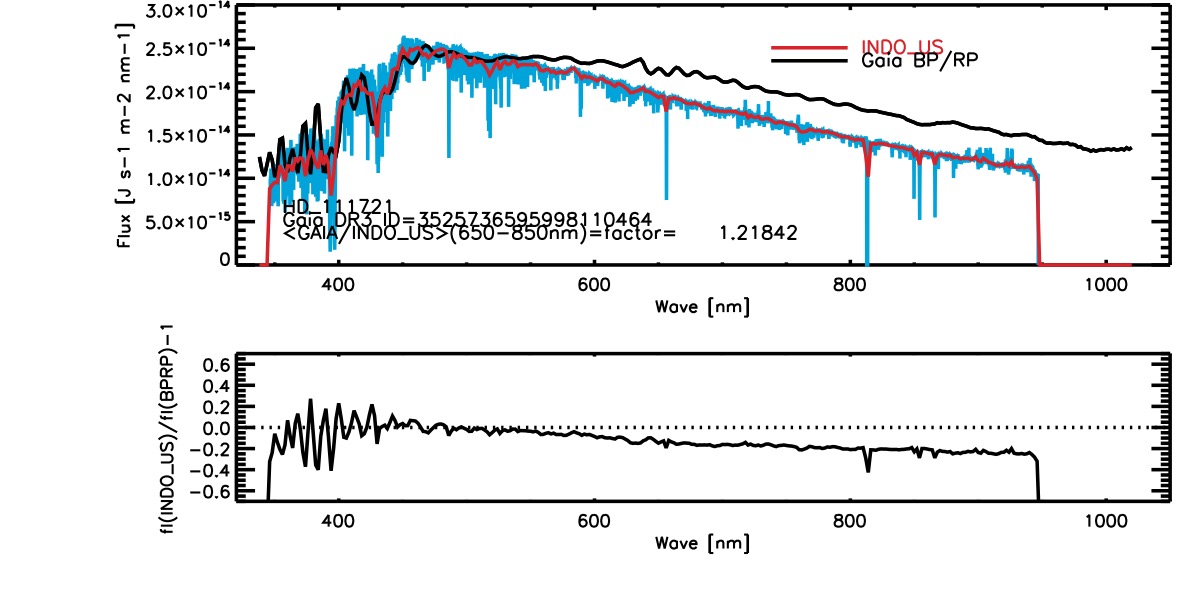 3.0×10⁻¹⁴
2.5×10⁻¹⁴
2.0×10⁻¹⁴
1.5×10⁻¹⁴
1.0×10⁻¹⁴
5.0×10⁻¹⁵
0
Flux [J s-1 m-2 nm-1]
INDO_US
Gaia BP/RP
HD_111721
Gaia DR3 ID=3525736595998110464
<GAIA/INDO_US>(650-850nm)=factor= 1.21842
400 600 800 1000
Wave [nm]
fl(INDO_US)/fl(BPRP)-1
0.6
0.4
0.2
0.0
-0.2
-0.4
-0.6
400 600 800 1000
Wave [nm]